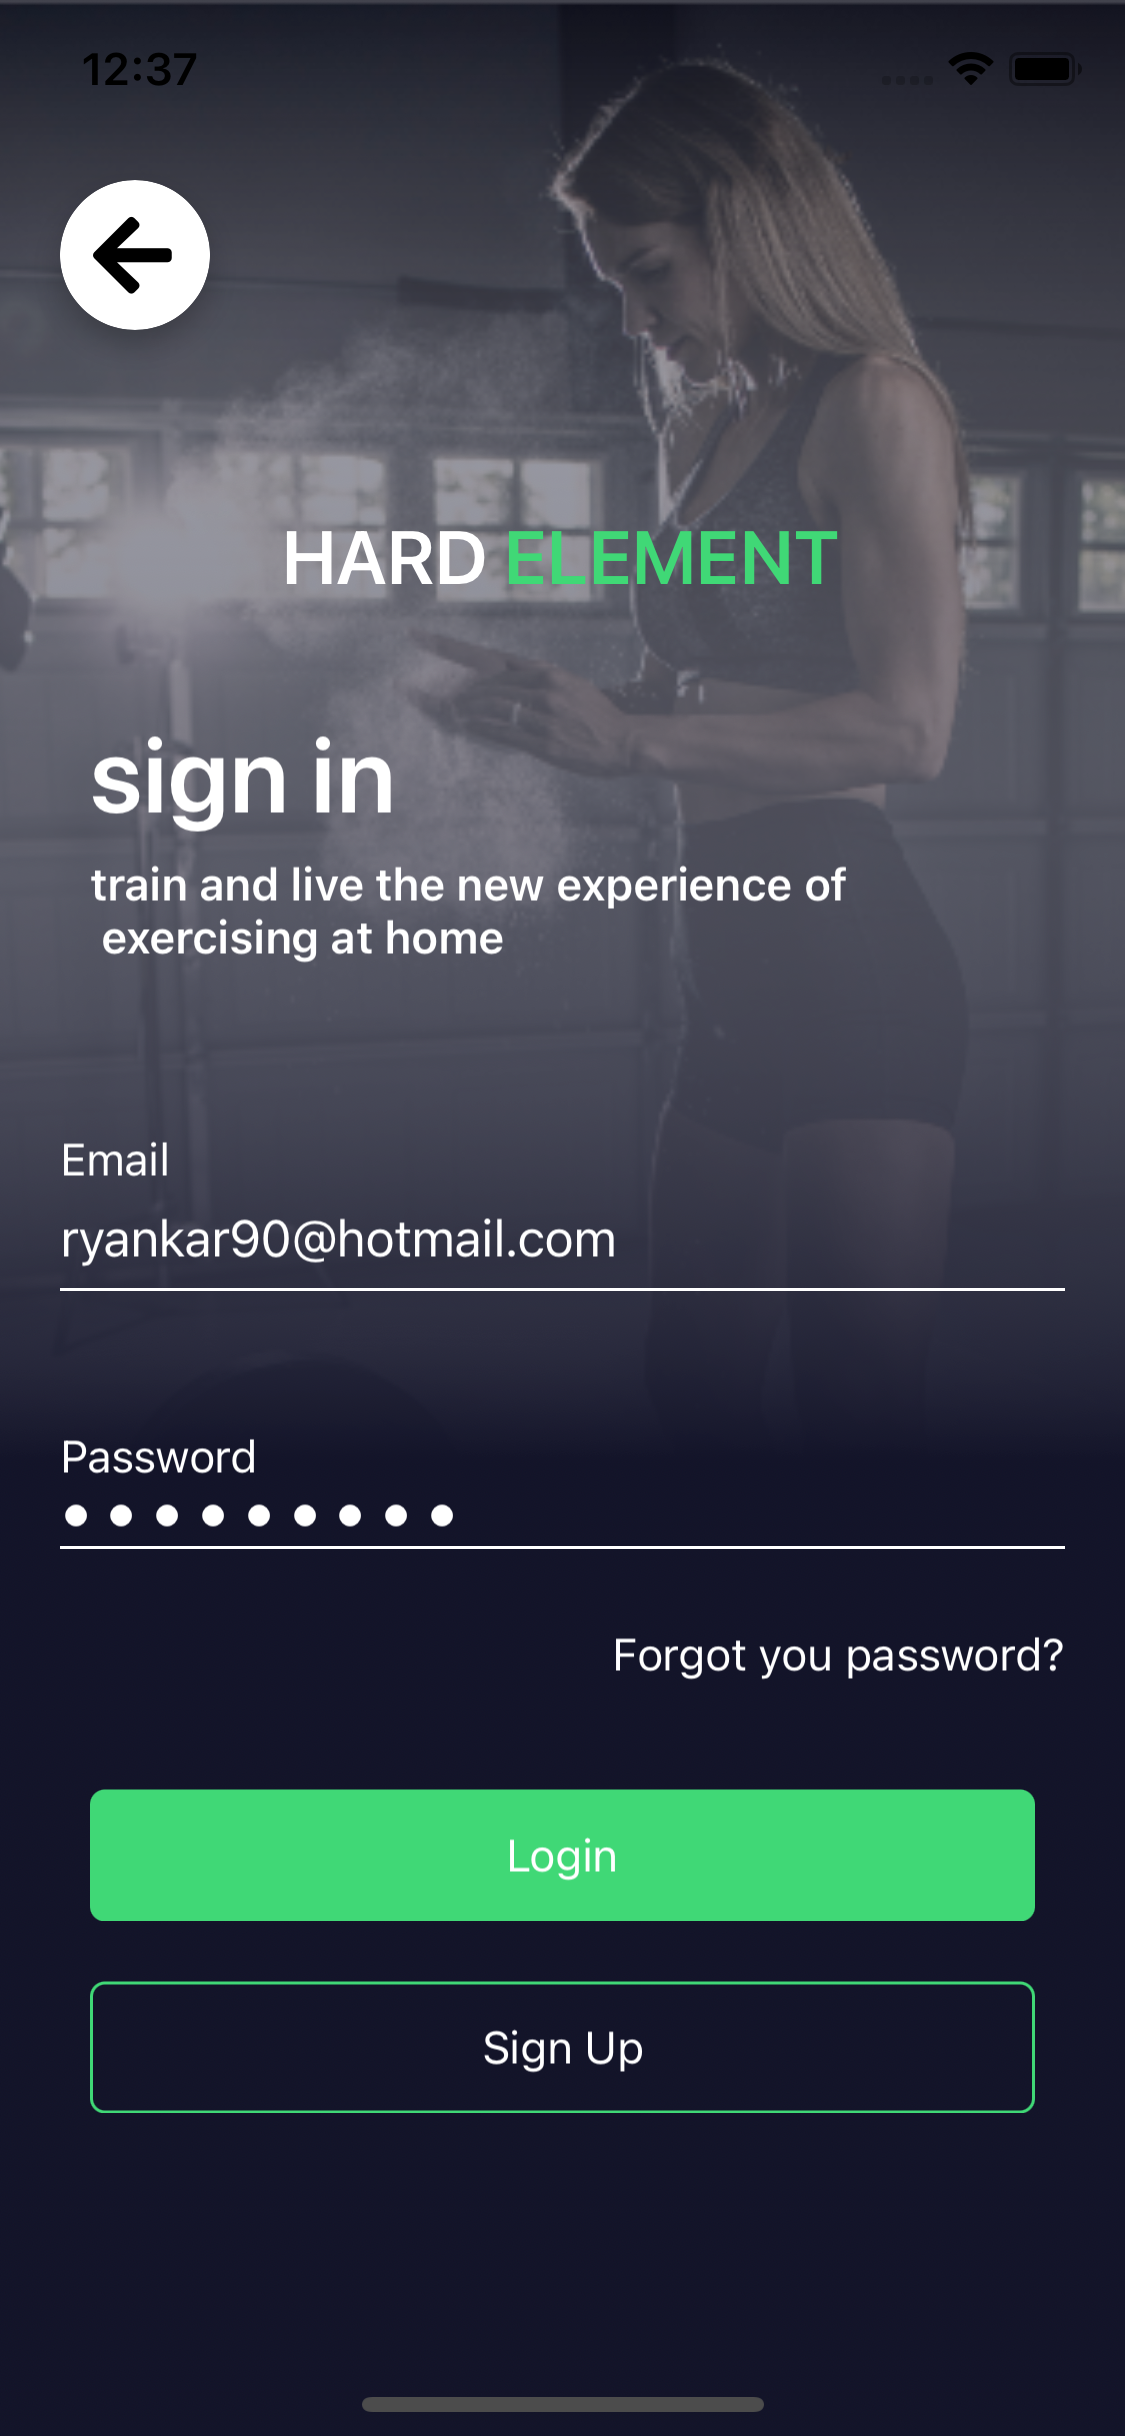 12:37
HARD ELEMENT
sign in
train and live the new experience of
exercising at home
Email
ryankar90@hotmail.com
Password
Forgot you password?
Login
Sign Up